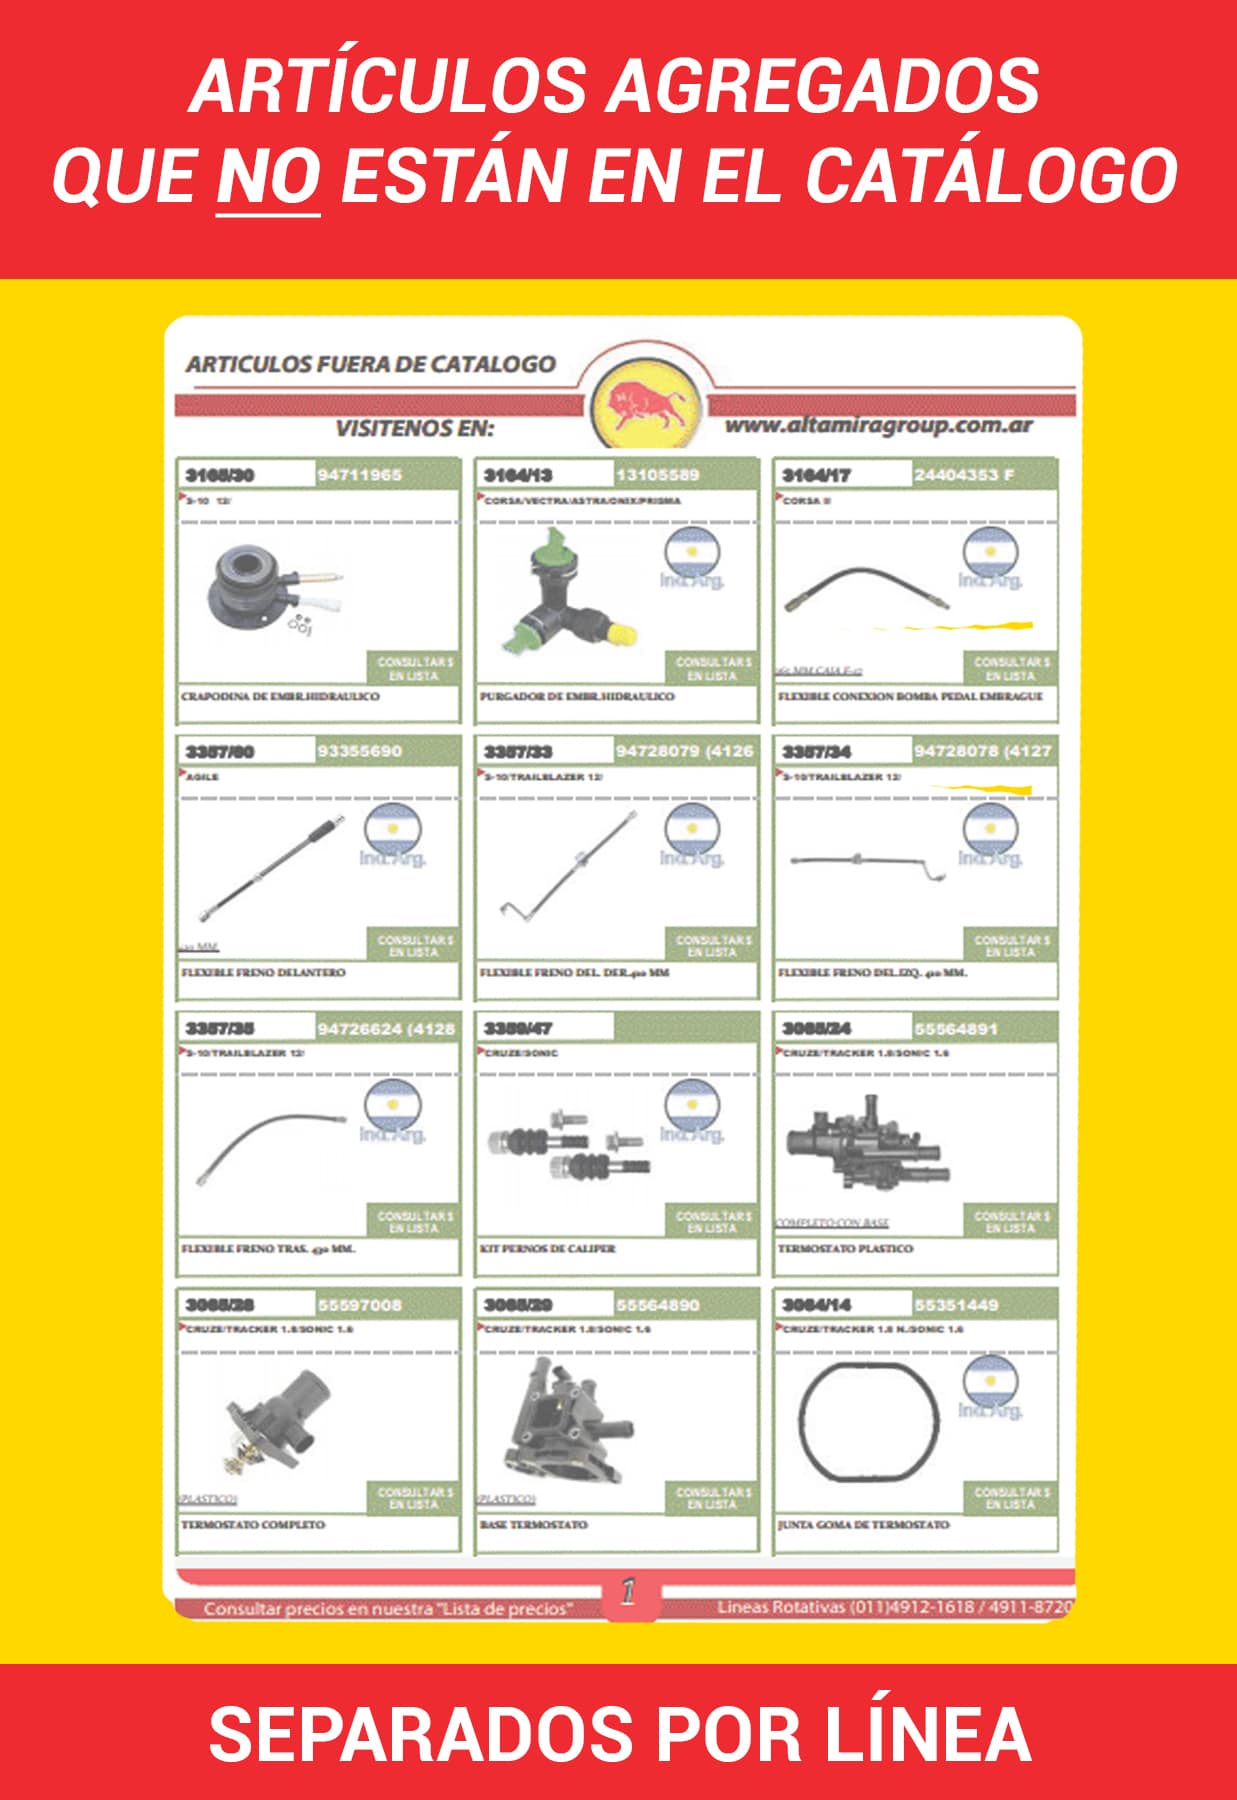 ARTÍCULOS AGREGADOS
QUE NO ESTÁN EN EL CATÁLOGO
ARTICULOS FUERA DE CATALOGO
VISITENOS EN:
www.altamiragroup.com.ar
3165/30 94711965
S-10 12/
CONSULTAR $
EN LISTA
CRAPODINA DE EMBR.HIDRAULICO
3164/13 13105589
CORSA/VECTRA/ASTRA/ONIX/PRISMA
Ind. Arg.
CONSULTAR $
EN LISTA
PURGADOR DE EMBR.HIDRAULICO
3164/17 24404353 F
CORSA II
Ind. Arg.
MM CAJA F-17
CONSULTAR $
EN LISTA
FLEXIBLE CONEXION BOMBA PEDAL EMBRAGUE
3357/60 93355690
AGILE
Ind. Arg.
MM.
CONSULTAR $
EN LISTA
FLEXIBLE FRENO DELANTERO
3357/33 94728079 (4126
S-10/TRAILBLAZER 12/
Ind. Arg.
CONSULTAR $
EN LISTA
FLEXIBLE FRENO DEL. DER.420 MM
3357/34 94728078 (4127
S-10/TRAILBLAZER 12/
Ind. Arg.
CONSULTAR $
EN LISTA
FLEXIBLE FRENO DEL.IZQ. 420 MM.
3357/35 94726624 (4128
S-10/TRAILBLAZER 12/
Ind. Arg.
CONSULTAR $
EN LISTA
FLEXIBLE FRENO TRAS. 430 MM.
3359/47
CRUZE/SONIC
Ind. Arg.
CONSULTAR $
EN LISTA
KIT PERNOS DE CALIPER
3065/24 55564891
CRUZE/TRACKER 1.8/SONIC 1.6
COMPLETO CON BASE
CONSULTAR $
EN LISTA
TERMOSTATO PLASTICO
3065/28 55597008
CRUZE/TRACKER 1.8/SONIC 1.6
(PLASTICO)
CONSULTAR $
EN LISTA
TERMOSTATO COMPLETO
3065/29 55564890
CRUZE/TRACKER 1.8/SONIC 1.6
(PLASTICO)
CONSULTAR $
EN LISTA
BASE TERMOSTATO
3064/14 55351449
CRUZE/TRACKER 1.8 N./SONIC 1.6
Ind. Arg.
CONSULTAR $
EN LISTA
JUNTA GOMA DE TERMOSTATO
1
Consultar precios en nuestra "Lista de precios"
Lineas Rotativas (011)4912-1618 / 4911-8720
SEPARADOS POR LÍNEA